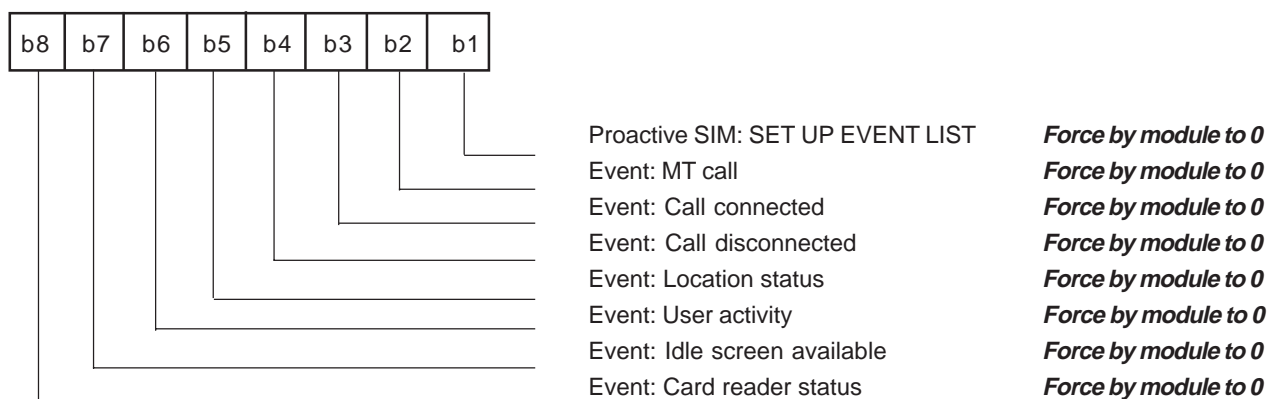 b8 b7 b6 b5 b4 b3 b2 b1
Proactive SIM: SET UP EVENT LIST Force by module to 0
Event: MT call Force by module to 0
Event: Call connected Force by module to 0
Event: Call disconnected Force by module to 0
Event: Location status Force by module to 0
Event: User activity Force by module to 0
Event: Idle screen available Force by module to 0
Event: Card reader status Force by module to 0